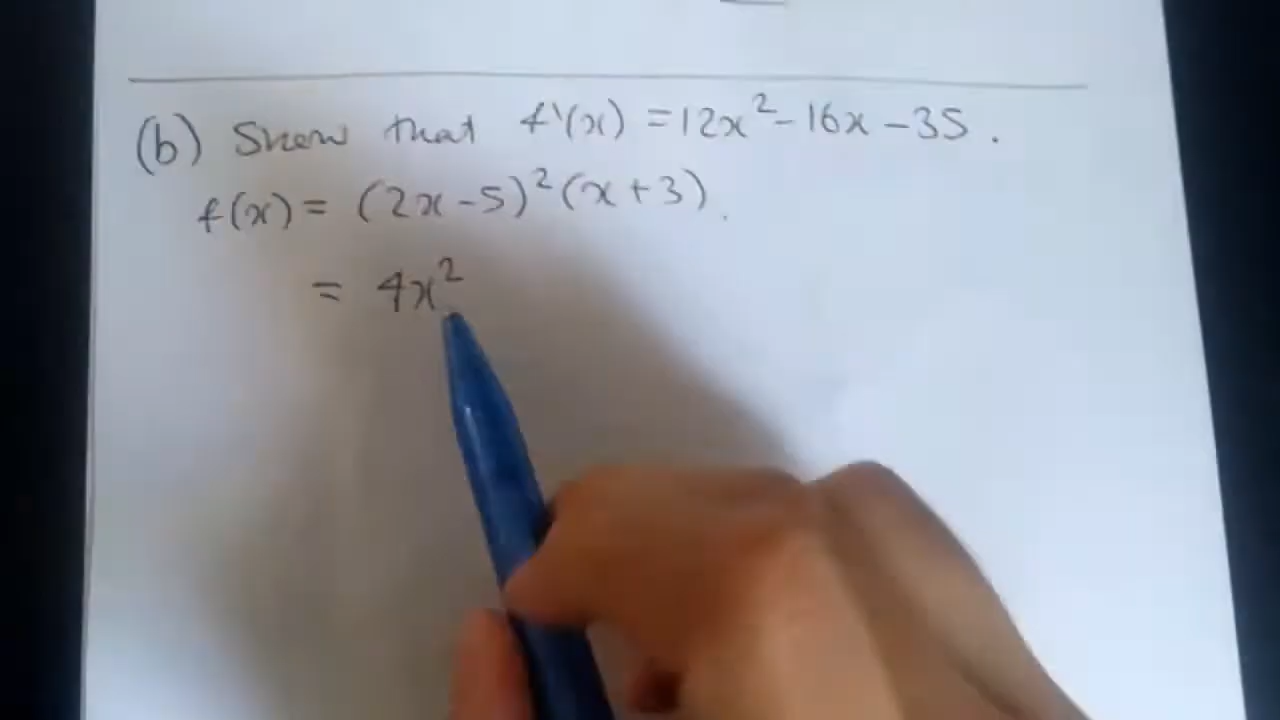 (b) Show that f'(x) = 12x² - 16x - 35.
f(x) = (2x - 5)² (x + 3).
= 4x²